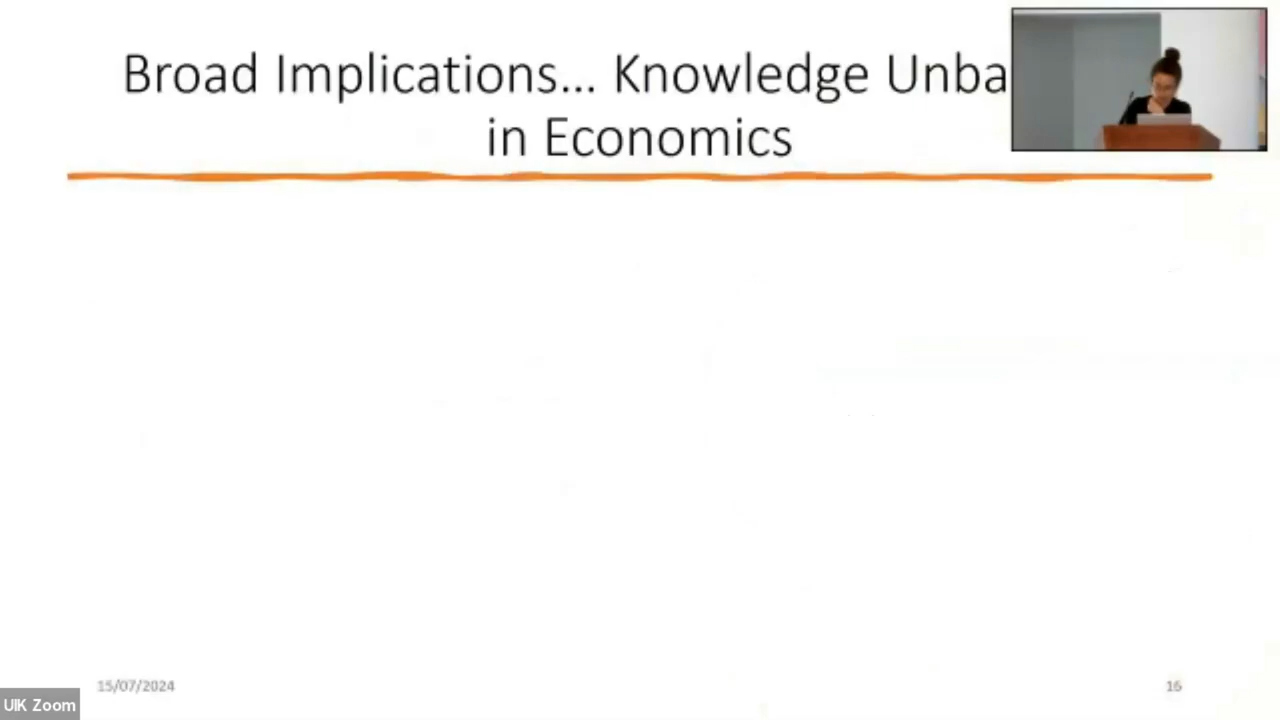 Broad Implications... Knowledge Unba
in Economics
15/07/2024
16
UIK Zoom